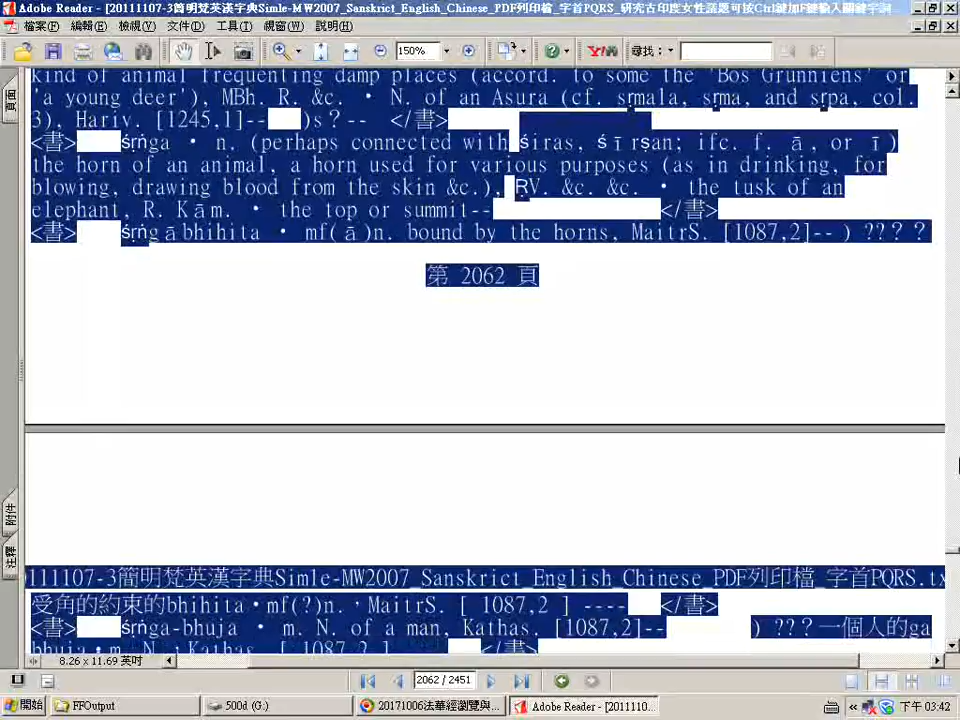 Adobe Reader - [20111107-3簡明梵英漢字典Simle-MW2007_Sanskrict_English_Chinese_PDF列印檔_字首PQRS_研究古印度女性議題可按Ctrl鍵加F鍵輸入關鍵字詞
檔案(F) 編輯(E) 檢視(V) 文件(D) 工具(T) 視窗(W) 說明(H)
150% Y! 尋找:
頁面
kind of animal frequenting damp places (accord. to some the 'Bos Grunniens' or
'a young deer'), MBh. R. &c. • N. of an Asura (cf. sṛmala, sṛma, and sṛpa, col.
3), Hariv. [1245,1]-- )s？-- </書>
<書> śṛṅga • n. (perhaps connected with śiras, śīrṣan; ifc. f. ā, or ī)
the horn of an animal, a horn used for various purposes (as in drinking, for
blowing, drawing blood from the skin &c.), ṚV. &c. &c. • the tusk of an
elephant, R. Kām. • the top or summit-- </書>
<書> śṛṅgābhihita • mf(ā)n. bound by the horns, MaitrS. [1087,2]-- ) ??？？
第 2062 頁
附件
注釋
0111107-3簡明梵英漢字典Simle-MW2007_Sanskrict_English_Chinese_PDF列印檔_字首PQRS.tx
受角的約束的bhihita•mf(?)n.，MaitrS. [ 1087,2 ] ---- </書>
<書> śṛṅga-bhuja • m. N. of a man, Kathas. [1087,2]-- ) ??？一個人的ga
bhuja•m. N.，Kathas. [ 1087,2 ] </書>
8.26 x 11.69 英吋
2062 / 2451
開始 FFOutput 500d (G:) 20171006法華經瀏覽與... Adobe Reader - [2011110... 下午 03:42